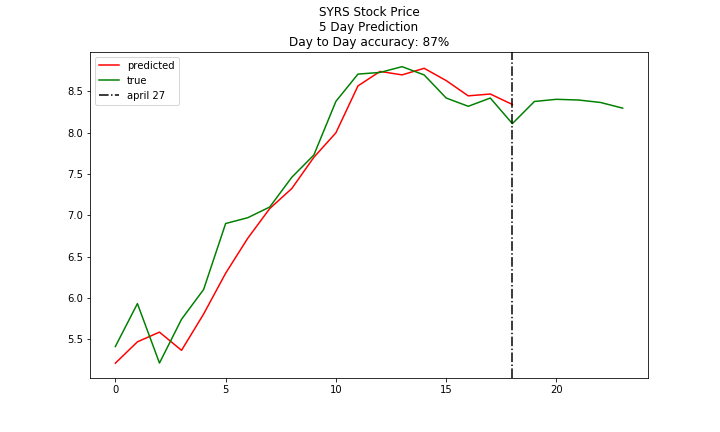 SYRS Stock Price
5 Day Prediction
Day to Day accuracy: 87%
predicted
true
april 27
8.5
8.0
7.5
7.0
6.5
6.0
5.5
0 5 10 15 20